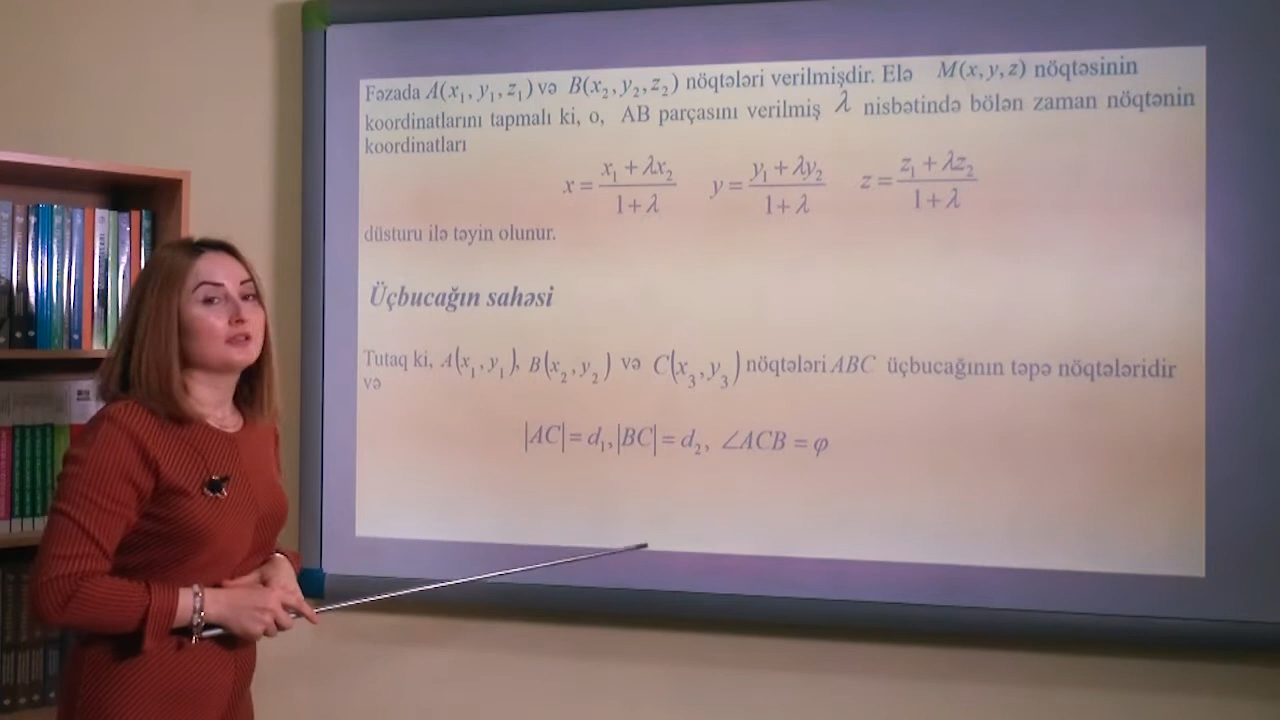 Fəzada A(x₁, y₁, z₁) və B(x₂, y₂, z₂) nöqtələri verilmişdir. Elə M(x, y, z) nöqtəsinin
koordinatlarını tapmalı ki, o, AB parçasını verilmiş λ nisbətində bölən zaman nöqtənin
koordinatları
x = (x₁ + λx₂)/(1 + λ) y = (y₁ + λy₂)/(1 + λ) z = (z₁ + λz₂)/(1 + λ)
düsturu ilə təyin olunur.
Üçbucağın sahəsi
Tutaq ki, A(x₁, y₁), B(x₂, y₂) və C(x₃, y₃) nöqtələri ABC üçbucağının təpə nöqtələridir
və
|AC| = d₁, |BC| = d₂, ∠ACB = φ